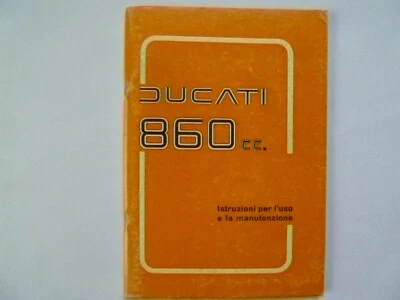 DUCATI
860 cc.
Istruzioni per l'uso
e la manutenzione